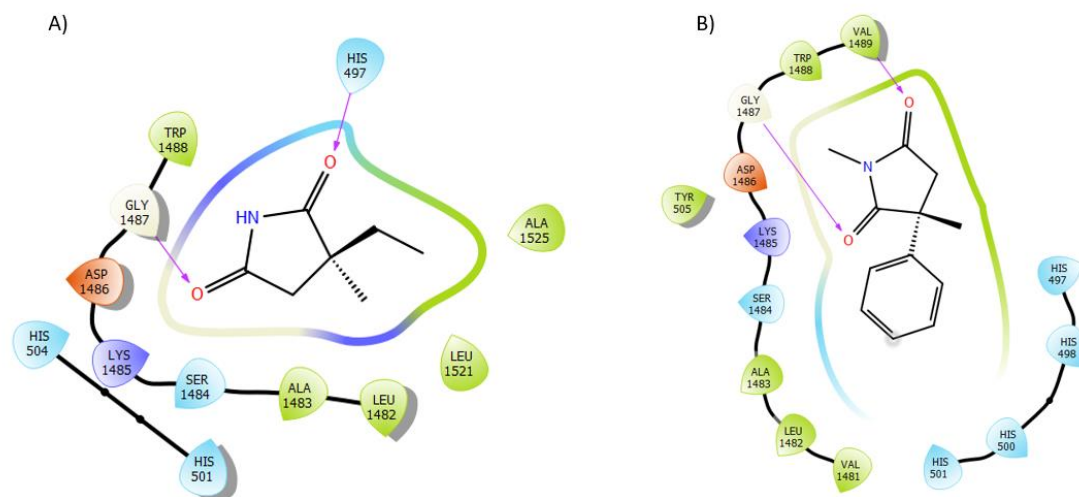 A)
HIS
497
TRP
1488
GLY
1487
ASP
1486
HIS
504
LYS
1485
SER
1484
ALA
1483
LEU
1482
HIS
501
LEU
1521
ALA
1525
O
HN
O
B)
VAL
1489
TRP
1488
GLY
1487
ASP
1486
TYR
505
LYS
1485
SER
1484
ALA
1483
LEU
1482
VAL
1481
HIS
497
HIS
498
HIS
500
HIS
501
O
N
O